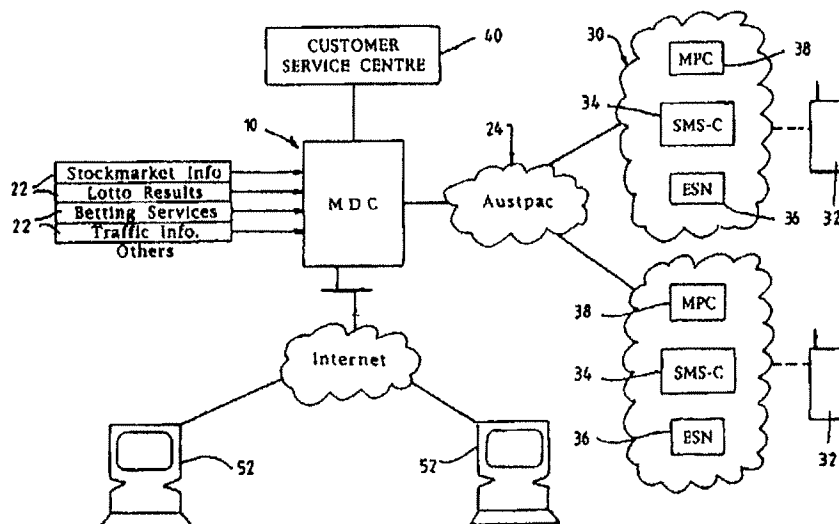 CUSTOMER
SERVICE CENTRE
40
10
MDC
22
22
Stockmarket Info
Lotto Results
Betting Services
Traffic Info.
Others
24
Austpac
30
MPC
38
34
SMS-C
ESN
36
32
38
MPC
34
SMS-C
36
ESN
32
Internet
52
52